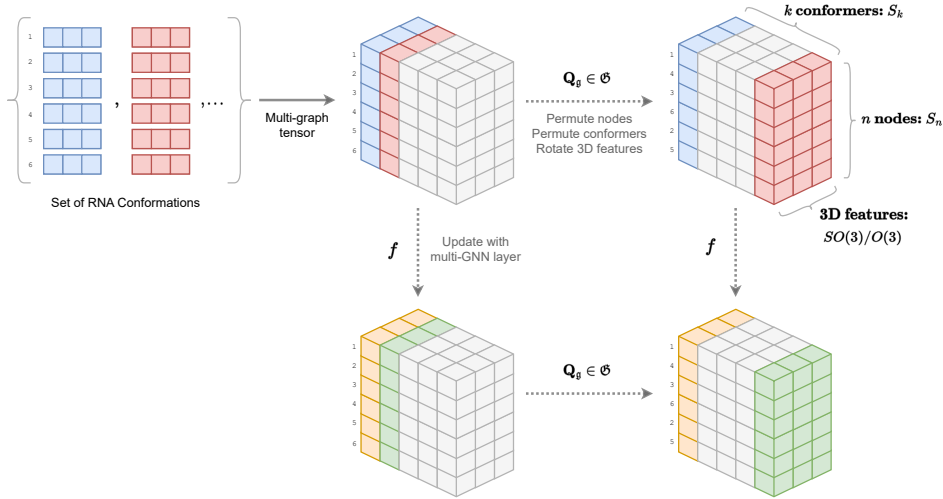 1
2
3
4
5
6
, ,...
Set of RNA Conformations
Multi-graph
tensor
1
2
3
4
5
6
Q𝔤 ∈ 𝔊
Permute nodes
Permute conformers
Rotate 3D features
1
4
3
6
2
5
k conformers: Sₖ
n nodes: Sₙ
3D features:
SO(3)/O(3)
f
Update with
multi-GNN layer
f
1
2
3
4
5
6
Q𝔤 ∈ 𝔊
1
4
3
6
2
5